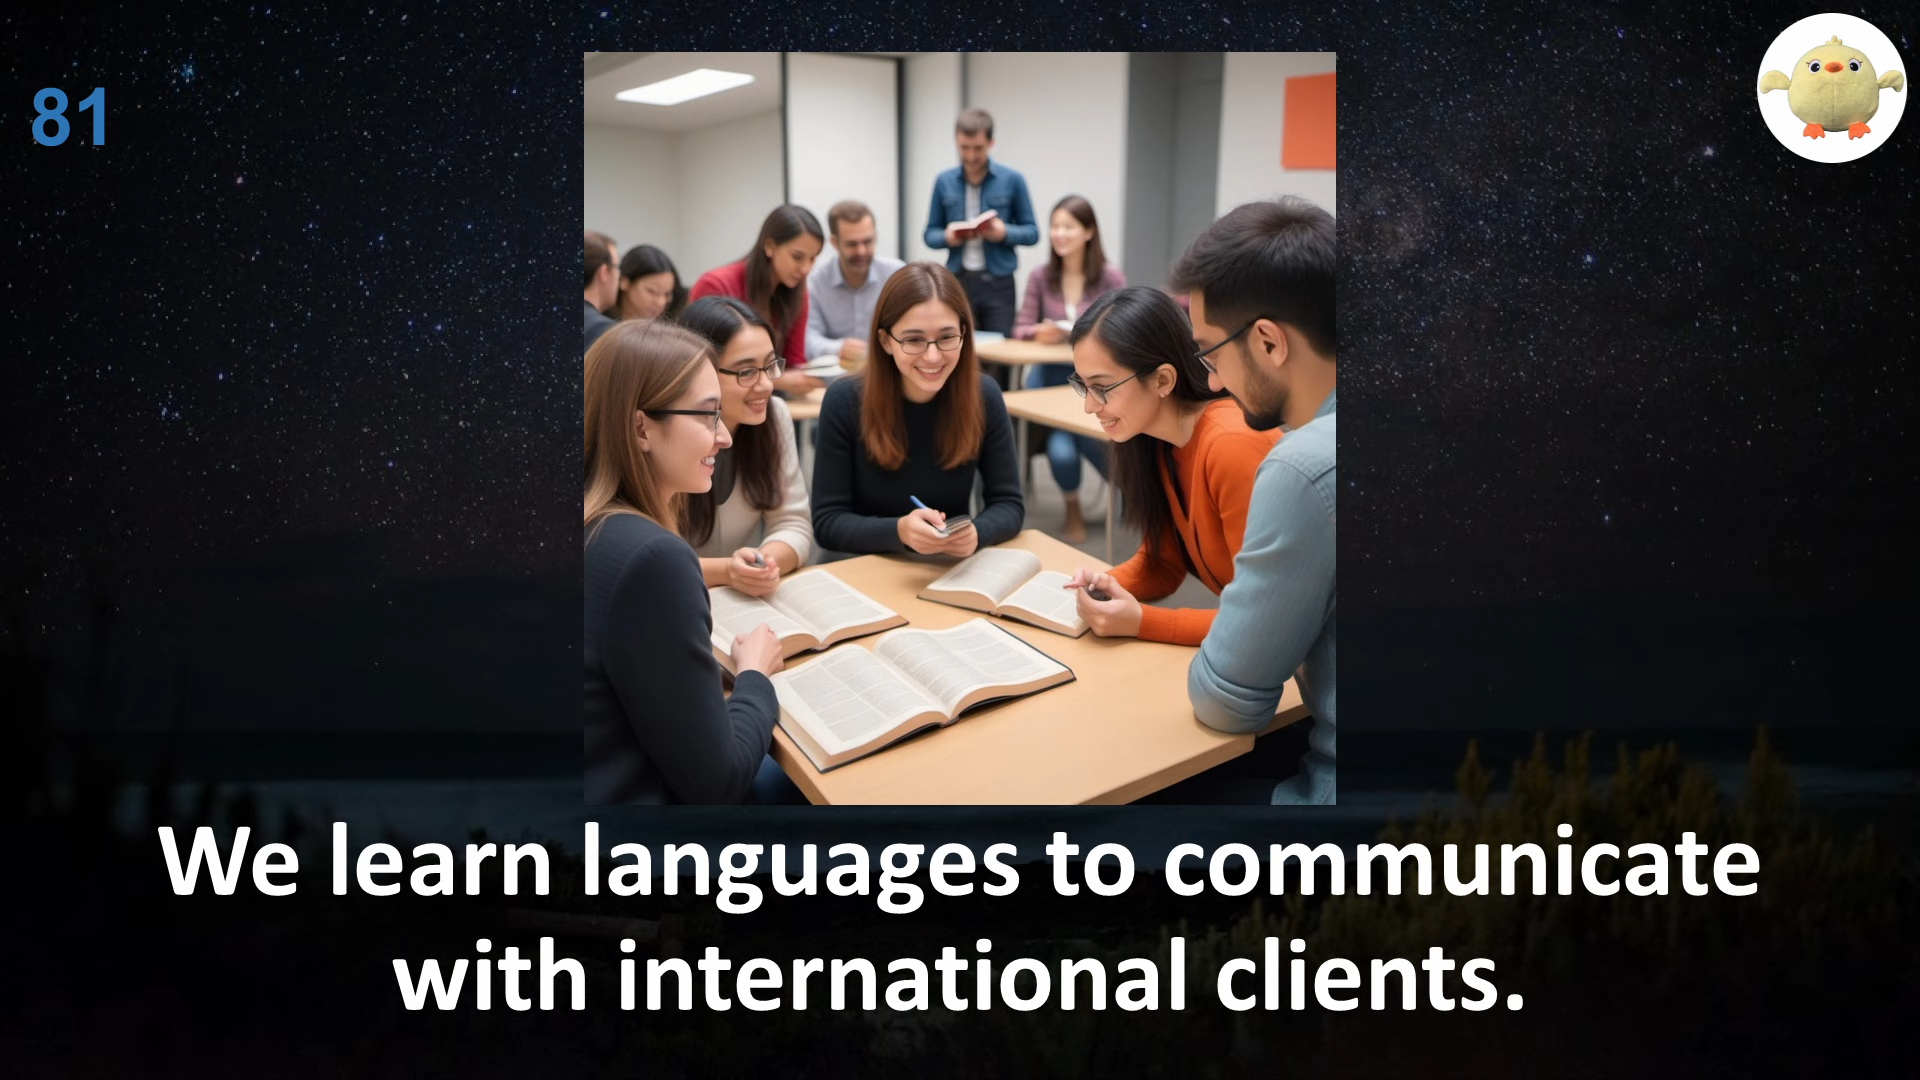 81
We learn languages to communicate
with international clients.